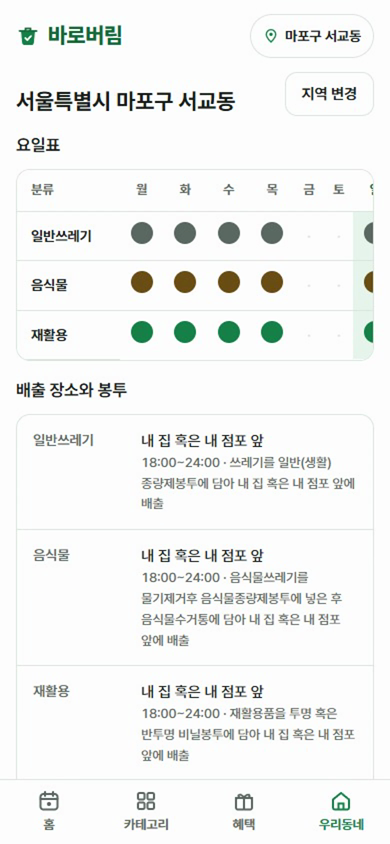 바로버림
마포구 서교동
서울특별시 마포구 서교동
지역 변경
요일표
분류 월 화 수 목 금 토
일반쓰레기
음식물
재활용
배출 장소와 봉투
일반쓰레기
내 집 혹은 내 점포 앞
18:00~24:00 · 쓰레기를 일반(생활)
종량제봉투에 담아 내 집 혹은 내 점포 앞에
배출
음식물
내 집 혹은 내 점포 앞
18:00~24:00 · 음식물쓰레기를
물기제거후 음식물종량제봉투에 넣은 후
음식물수거통에 담아 내 집 혹은 내 점포
앞에 배출
재활용
내 집 혹은 내 점포 앞
18:00~24:00 · 재활용품을 투명 혹은
반투명 비닐봉투에 담아 내 집 혹은 내 점포
앞에 배출
홈 카테고리 혜택 우리동네